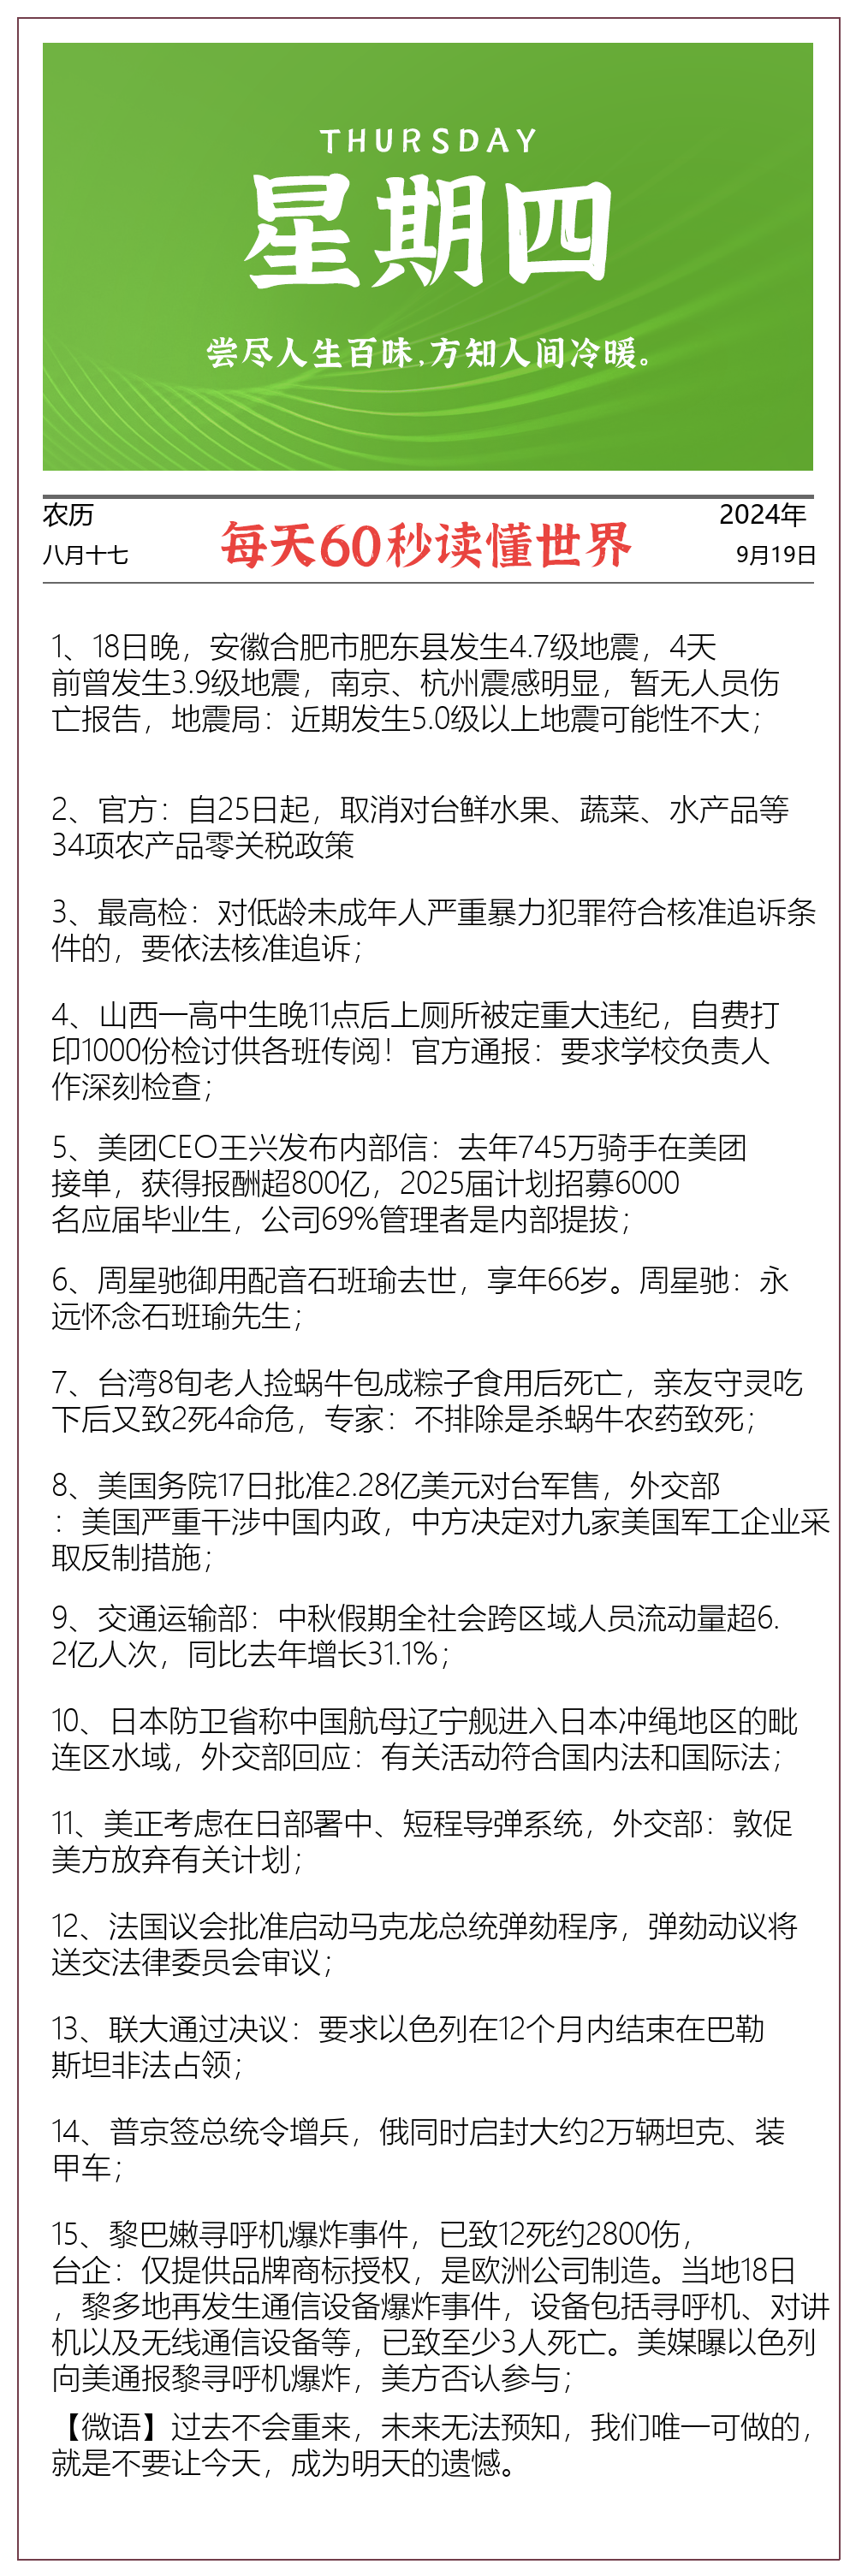 THURSDAY
星期四
尝尽人生百味,方知人间冷暖。
农历
八月十七
每天60秒读懂世界
2024年
9月19日
1、18日晚，安徽合肥市肥东县发生4.7级地震，4天
前曾发生3.9级地震，南京、杭州震感明显，暂无人员伤
亡报告，地震局：近期发生5.0级以上地震可能性不大；
2、官方：自25日起，取消对台鲜水果、蔬菜、水产品等
34项农产品零关税政策
3、最高检：对低龄未成年人严重暴力犯罪符合核准追诉条
件的，要依法核准追诉；
4、山西一高中生晚11点后上厕所被定重大违纪，自费打
印1000份检讨供各班传阅！官方通报：要求学校负责人
作深刻检查；
5、美团CEO王兴发布内部信：去年745万骑手在美团
接单，获得报酬超800亿，2025届计划招募6000
名应届毕业生，公司69%管理者是内部提拔；
6、周星驰御用配音石班瑜去世，享年66岁。周星驰：永
远怀念石班瑜先生；
7、台湾8旬老人捡蜗牛包成粽子食用后死亡，亲友守灵吃
下后又致2死4命危，专家：不排除是杀蜗牛农药致死；
8、美国务院17日批准2.28亿美元对台军售，外交部
：美国严重干涉中国内政，中方决定对九家美国军工企业采
取反制措施；
9、交通运输部：中秋假期全社会跨区域人员流动量超6.
2亿人次，同比去年增长31.1%；
10、日本防卫省称中国航母辽宁舰进入日本冲绳地区的毗
连区水域，外交部回应：有关活动符合国内法和国际法；
11、美正考虑在日部署中、短程导弹系统，外交部：敦促
美方放弃有关计划；
12、法国议会批准启动马克龙总统弹劾程序，弹劾动议将
送交法律委员会审议；
13、联大通过决议：要求以色列在12个月内结束在巴勒
斯坦非法占领；
14、普京签总统令增兵，俄同时启封大约2万辆坦克、装
甲车；
15、黎巴嫩寻呼机爆炸事件，已致12死约2800伤，
台企：仅提供品牌商标授权，是欧洲公司制造。当地18日
，黎多地再发生通信设备爆炸事件，设备包括寻呼机、对讲
机以及无线通信设备等，已致至少3人死亡。美媒曝以色列
向美通报黎寻呼机爆炸，美方否认参与；
【微语】过去不会重来，未来无法预知，我们唯一可做的，
就是不要让今天，成为明天的遗憾。